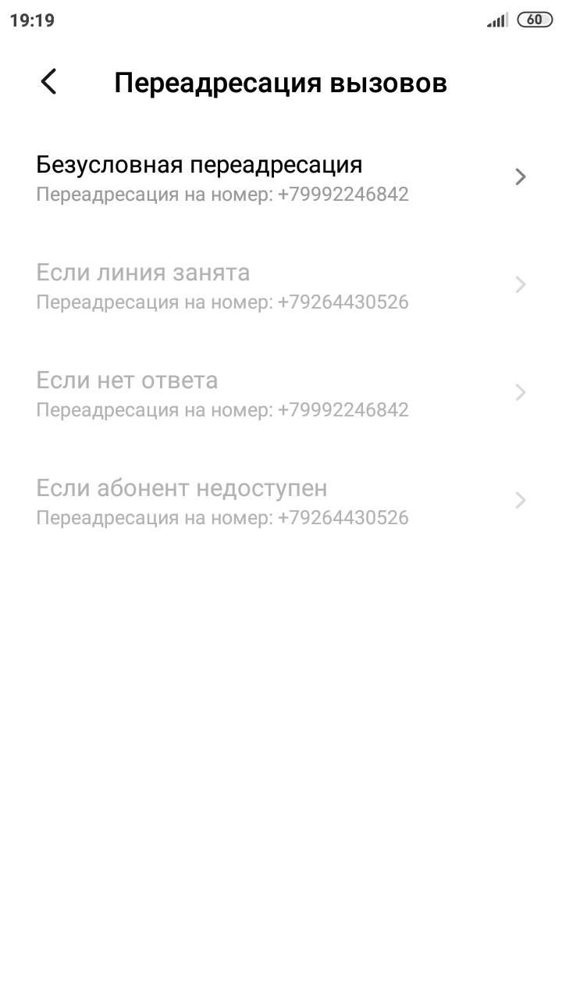 19:19
60
Переадресация вызовов
Безусловная переадресация
Переадресация на номер: +79992246842
Если линия занята
Переадресация на номер: +79264430526
Если нет ответа
Переадресация на номер: +79992246842
Если абонент недоступен
Переадресация на номер: +79264430526